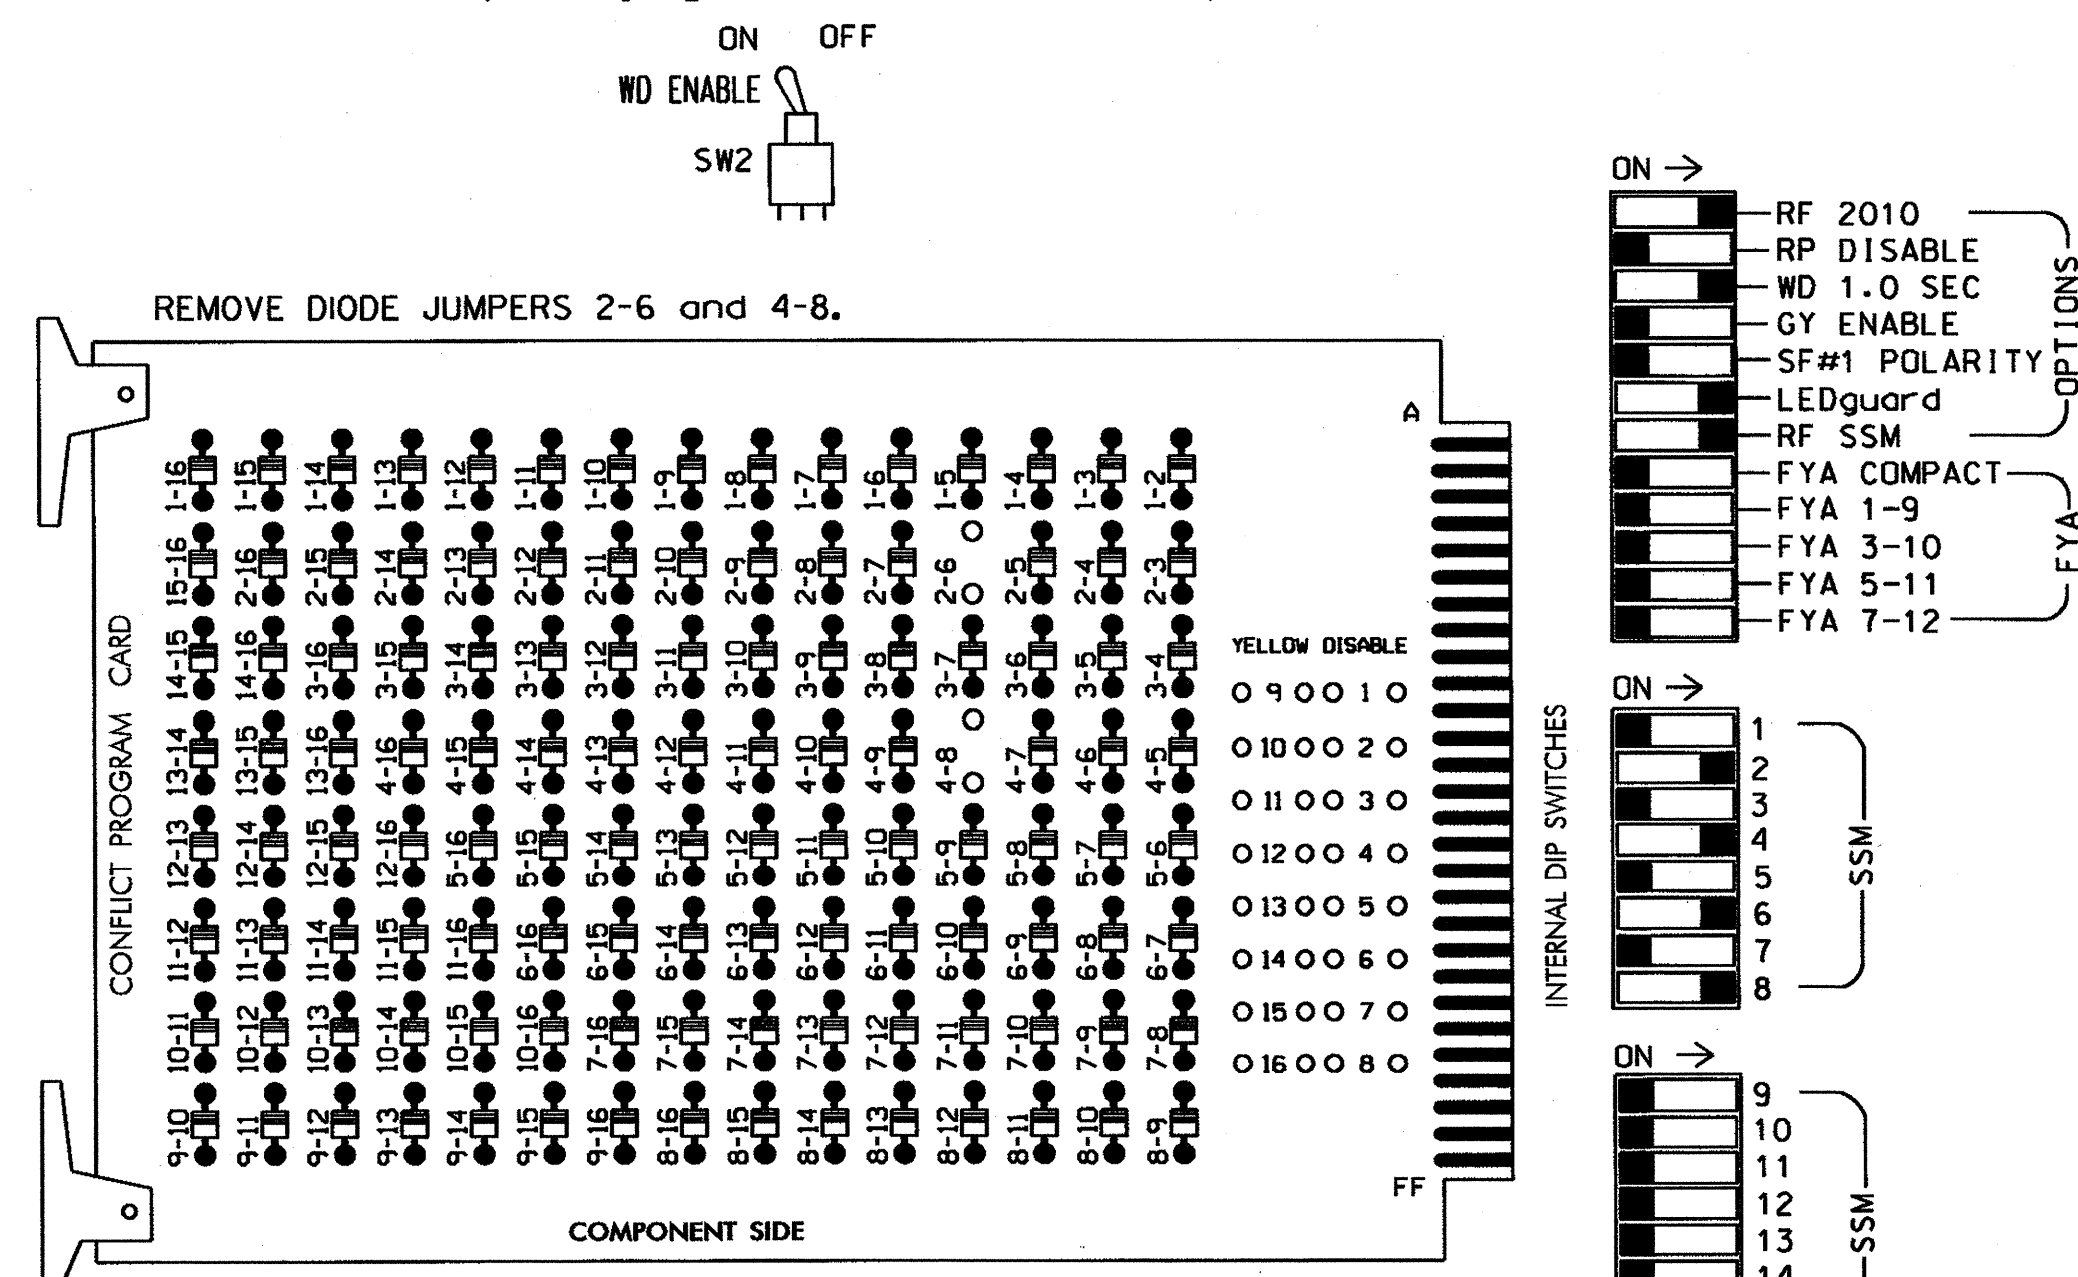 ON OFF
WD ENABLE
SW2
REMOVE DIODE JUMPERS 2-6 and 4-8.
CONFLICT PROGRAM CARD
A
1-16 1-15 1-14 1-13 1-12 1-11 1-10 1-9 1-8 1-7 1-6 1-5 1-4 1-3 1-2
15-16 2-16 2-15 2-14 2-13 2-12 2-11 2-10 2-9 2-8 2-7 2-6 2-5 2-4 2-3
14-15 14-16 3-16 3-15 3-14 3-13 3-12 3-11 3-10 3-9 3-8 3-7 3-6 3-5 3-4
13-14 13-15 13-16 4-16 4-15 4-14 4-13 4-12 4-11 4-10 4-9 4-8 4-7 4-6 4-5
12-13 12-14 12-15 12-16 5-16 5-15 5-14 5-13 5-12 5-11 5-10 5-9 5-8 5-7 5-6
11-12 11-13 11-14 11-15 11-16 6-16 6-15 6-14 6-13 6-12 6-11 6-10 6-9 6-8 6-7
10-11 10-12 10-13 10-14 10-15 10-16 7-16 7-15 7-14 7-13 7-12 7-11 7-10 7-9 7-8
9-10 9-11 9-12 9-13 9-14 9-15 9-16 8-16 8-15 8-14 8-13 8-12 8-11 8-10 8-9
YELLOW DISABLE
9 1
10 2
11 3
12 4
13 5
14 6
15 7
16 8
FF
COMPONENT SIDE
INTERNAL DIP SWITCHES
ON →
RF 2010
RP DISABLE
WD 1.0 SEC
GY ENABLE
SF#1 POLARITY
LEDguard
RF SSM
OPTIONS
FYA COMPACT
FYA 1-9
FYA 3-10
FYA 5-11
FYA 7-12
FYA
ON →
1
2
3
4
5
6
7
8
SSM
ON →
9
10
11
12
13
14
SSM